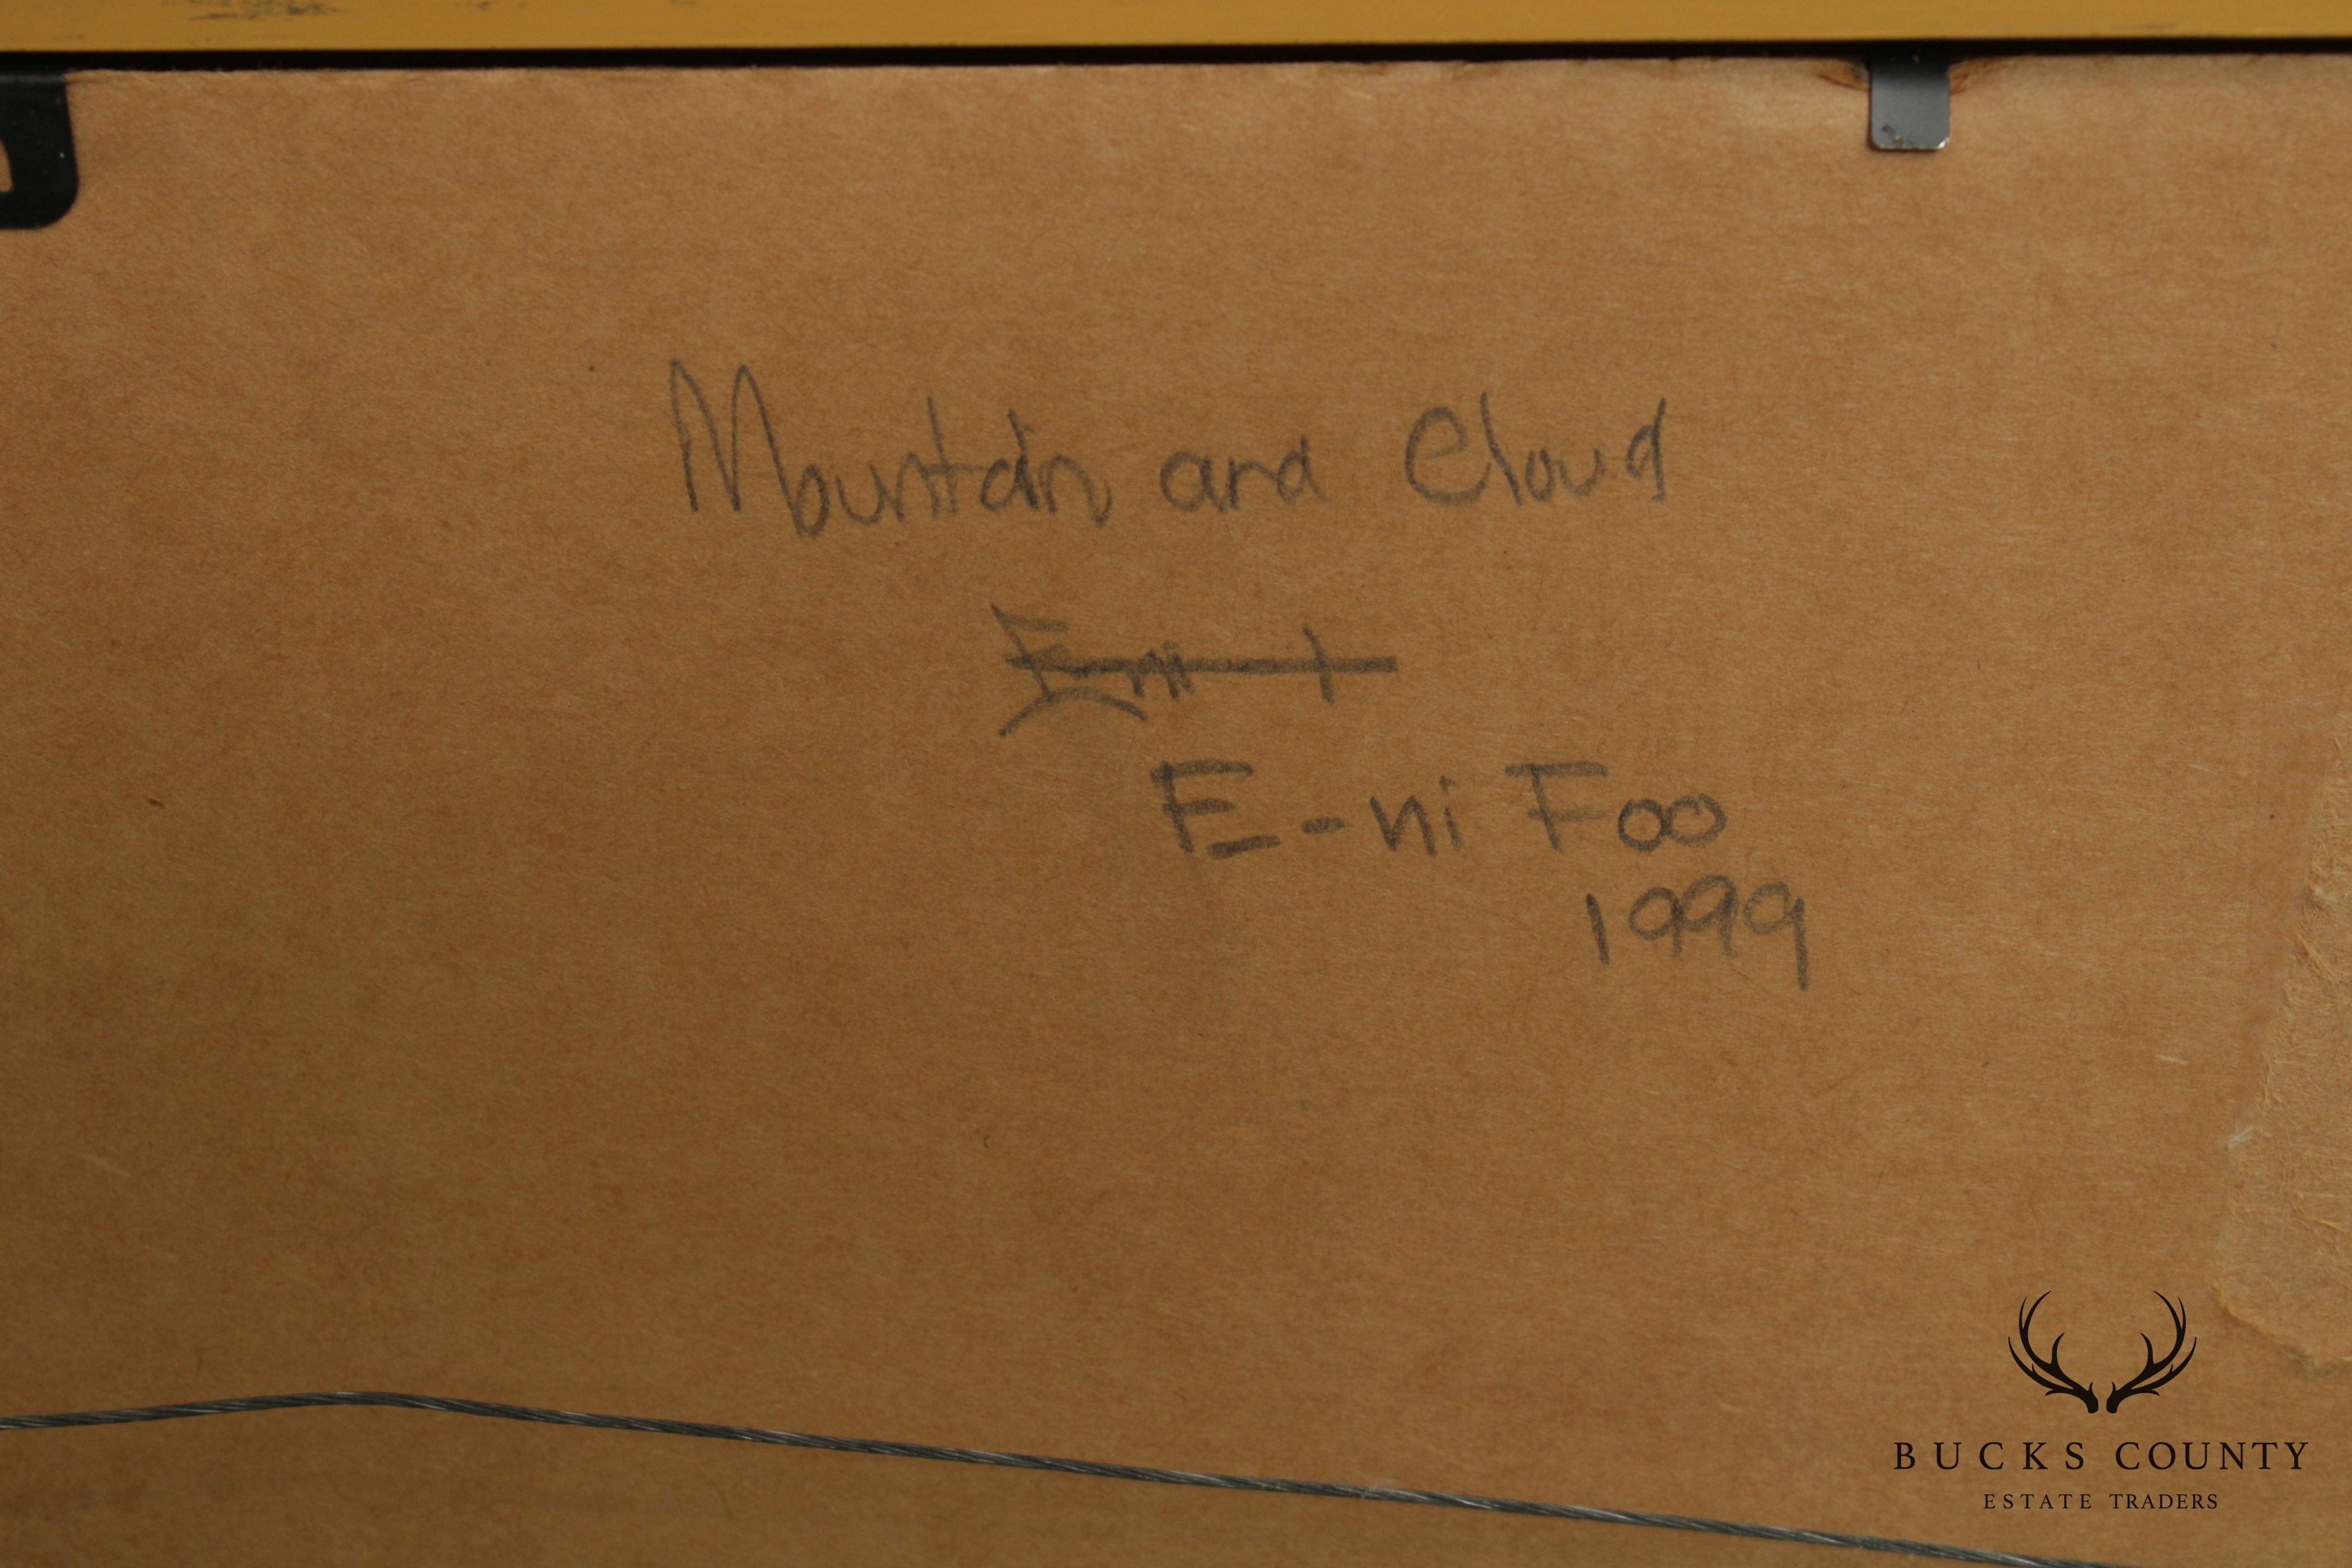 Mountain and Cloud
E-ni Foo
1999
BUCKS COUNTY
ESTATE TRADERS